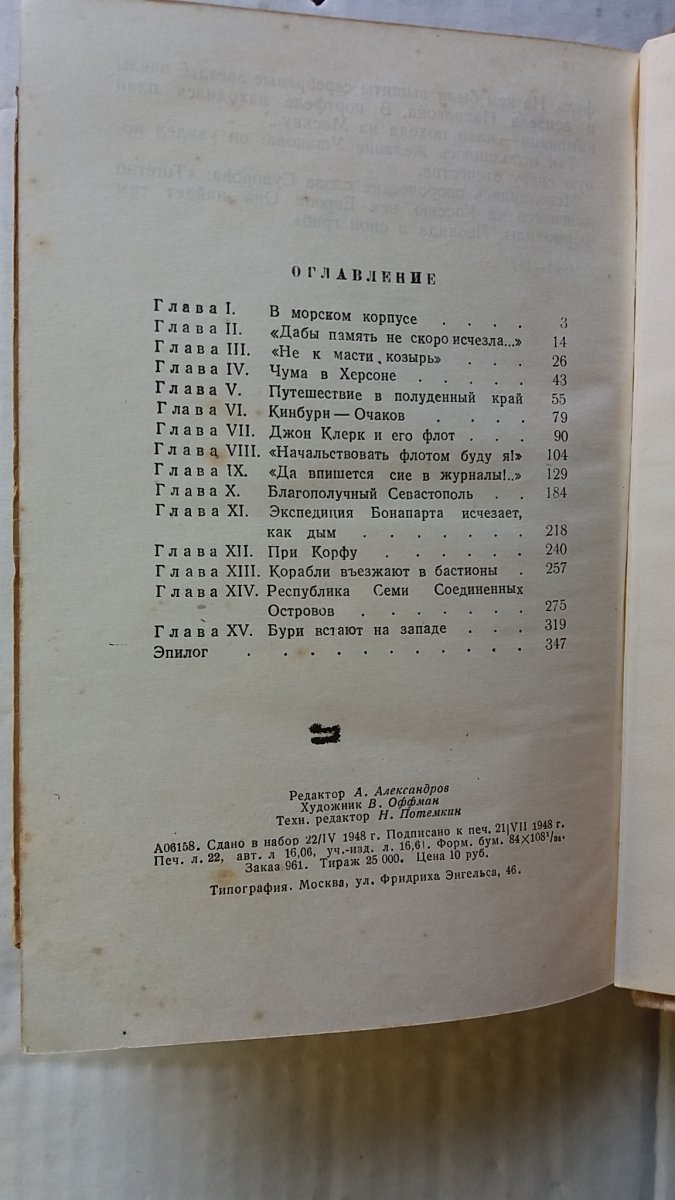 ОГЛАВЛЕНИЕ
Глава I. В морском корпусе . . . . 3
Глава II. «Дабы память не скоро исчезла...» 14
Глава III. «Не к масти козырь» . . . 26
Глава IV. Чума в Херсоне . . . . . 43
Глава V. Путешествие в полуденный край 55
Глава VI. Кинбурн — Очаков . . . . 79
Глава VII. Джон Клерк и его флот . . . 90
Глава VIII. «Начальствовать флотом буду я!» 104
Глава IX. «Да впишется сие в журналы!..» 129
Глава X. Благополучный Севастополь . . 184
Глава XI. Экспедиция Бонапарта исчезает,
как дым . . . . . . . 218
Глава XII. При Корфу . . . . . . 240
Глава XIII. Корабли въезжают в бастионы . 257
Глава XIV. Республика Семи Соединенных
Островов . . . . . . . 275
Глава XV. Бури встают на западе . . . 319
Эпилог . . . . . . . . . . . 347
Редактор А. Александров
Художник В. Оффман
Техн. редактор Н. Потемкин
А06158. Сдано в набор 22/IV 1948 г. Подписано к печ. 21|VII 1948 г.
Печ. л. 22, авт. л 16,06, уч.-изд. л. 16,61. Форм. бум. 84×108¹/₃₂.
Заказ 961. Тираж 25 000. Цена 10 руб.
Типография. Москва, ул. Фридриха Энгельса, 46.